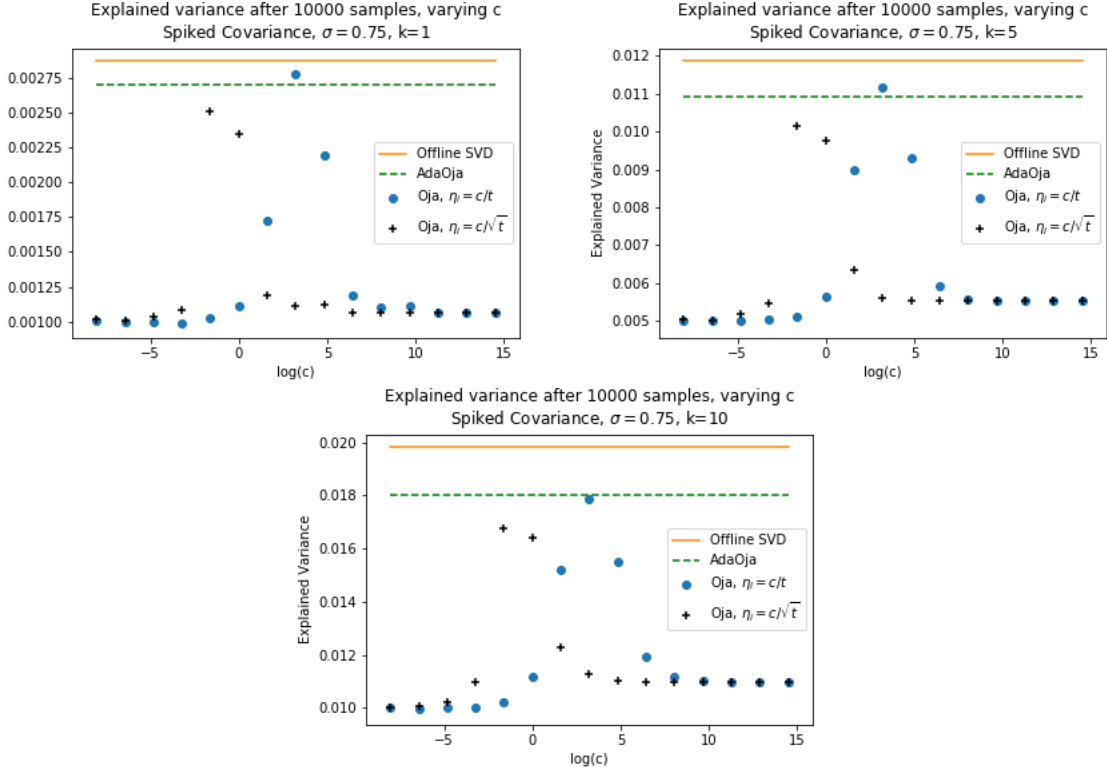 Explained variance after 10000 samples, varying c
Spiked Covariance, σ = 0.75, k=1
0.00275
0.00250
0.00225
0.00200
0.00175
0.00150
0.00125
0.00100
−5
0
5
10
15
log(c)
Offline SVD
AdaOja
Oja, ηᵢ = c/t
Oja, ηᵢ = c/√t
Explained variance after 10000 samples, varying c
Spiked Covariance, σ = 0.75, k=5
Explained Variance
0.012
0.011
0.010
0.009
0.008
0.007
0.006
0.005
−5
0
5
10
15
log(c)
Offline SVD
AdaOja
Oja, ηᵢ = c/t
Oja, ηᵢ = c/√t
Explained variance after 10000 samples, varying c
Spiked Covariance, σ = 0.75, k=10
Explained Variance
0.020
0.018
0.016
0.014
0.012
0.010
−5
0
5
10
15
log(c)
Offline SVD
AdaOja
Oja, ηᵢ = c/t
Oja, ηᵢ = c/√t